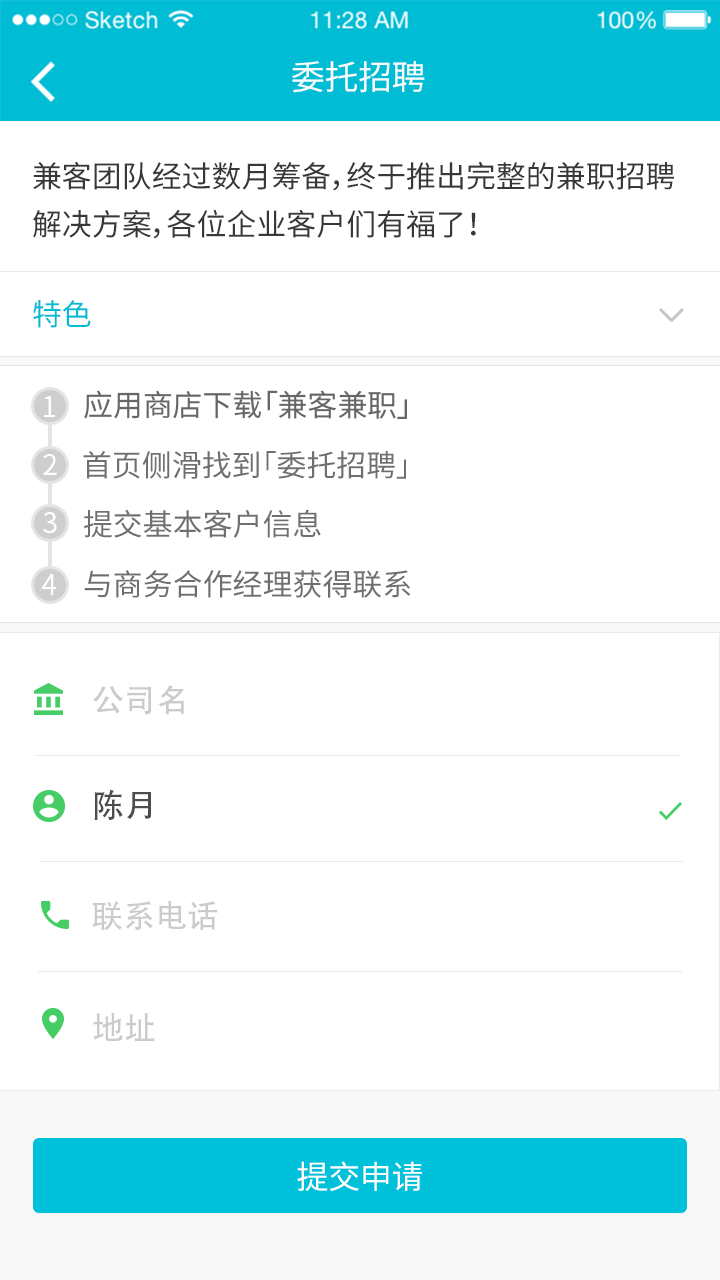 Sketch 11:28 AM 100%
委托招聘
兼客团队经过数月筹备，终于推出完整的兼职招聘
解决方案，各位企业客户们有福了！
特色
1 应用商店下载「兼客兼职」
2 首页侧滑找到「委托招聘」
3 提交基本客户信息
4 与商务合作经理获得联系
公司名
陈月
联系电话
地址
提交申请